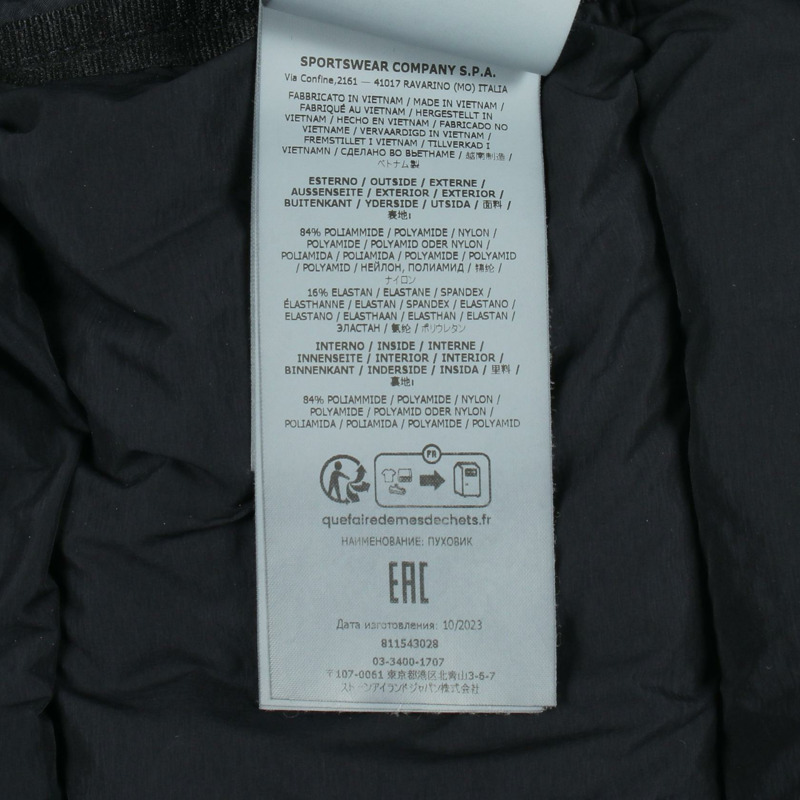 SPORTSWEAR COMPANY S.P.A.
Via Confine,2161 — 41017 RAVARINO (MO) ITALIA
FABBRICATO IN VIETNAM / MADE IN VIETNAM /
FABRIQUÉ AU VIETNAM / HERGESTELLT IN
VIETNAM / HECHO EN VIETNAM / FABRICADO NO
VIETNAME / VERVAARDIGD IN VIETNAM /
FREMSTILLET I VIETNAM / TILLVERKAD I
VIETNAMN / СДЕЛАНО ВО ВЬЕТНАМЕ / 越南制造 /
ベトナム製
ESTERNO / OUTSIDE / EXTERNE /
AUSSENSEITE / EXTERIOR / EXTERIOR /
BUITENKANT / YDERSIDE / UTSIDA / 面料 /
裏地:
84% POLIAMMIDE / POLYAMIDE / NYLON /
POLYAMIDE / POLYAMID ODER NYLON /
POLIAMIDA / POLIAMIDA / POLYAMIDE / POLYAMID
/ POLYAMID / НЕЙЛОН, ПОЛИАМИД / 锦纶 /
ナイロン
16% ELASTAN / ELASTANE / SPANDEX /
ÉLASTHANNE / ELASTAN / SPANDEX / ELASTANO /
ELASTANO / ELASTHAAN / ELASTHAN / ELASTAN /
ЭЛАСТАН / 氨纶 / ポリウレタン
INTERNO / INSIDE / INTERNE /
INNENSEITE / INTERIOR / INTERIOR /
BINNENKANT / INDERSIDE / INSIDA / 里料 /
裏地:
84% POLIAMMIDE / POLYAMIDE / NYLON /
POLYAMIDE / POLYAMID ODER NYLON /
POLIAMIDA / POLIAMIDA / POLYAMIDE / POLYAMID
FR
quefairedemesdechets.fr
НАИМЕНОВАНИЕ: ПУХОВИК
EAC
Дата изготовления: 10/2023
811543028
03-3400-1707
〒107-0061 東京都港区北青山3-5-7
ストーンアイランドジャパン株式会社